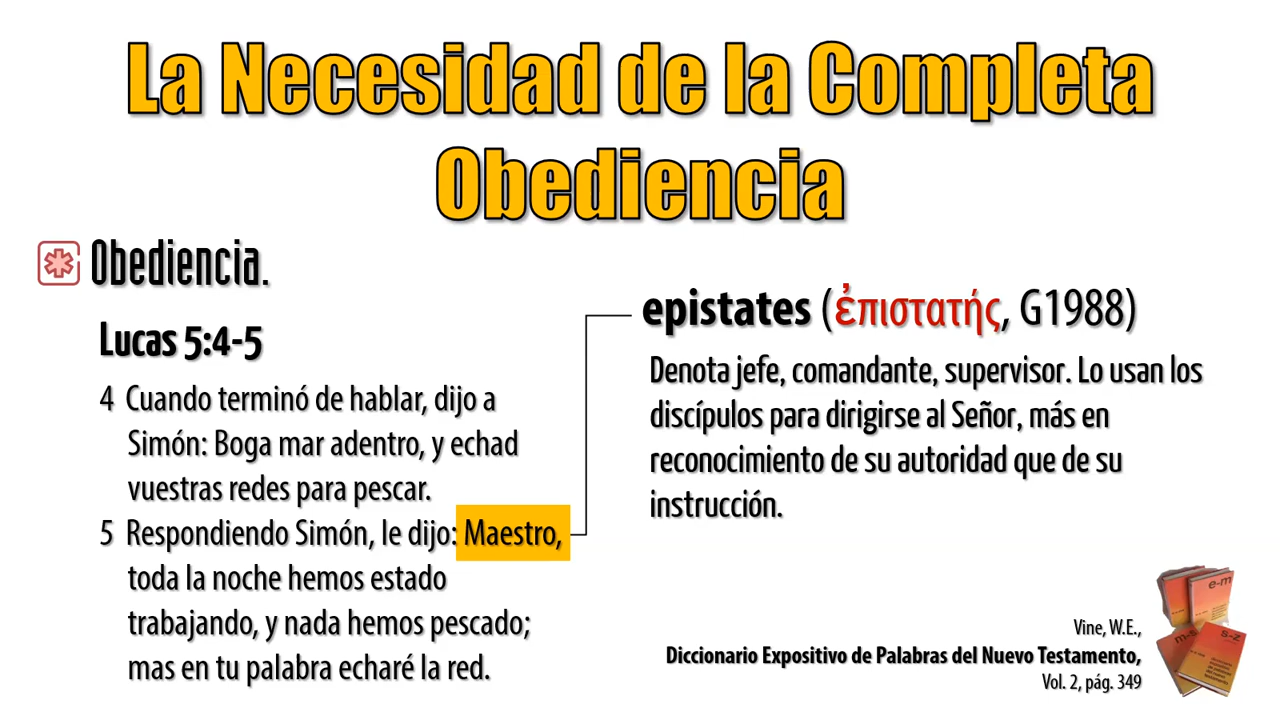 La Necesidad de la Completa
Obediencia
Obediencia.
Lucas 5:4-5
4 Cuando terminó de hablar, dijo a
Simón: Boga mar adentro, y echad
vuestras redes para pescar.
5 Respondiendo Simón, le dijo: Maestro,
toda la noche hemos estado
trabajando, y nada hemos pescado;
mas en tu palabra echaré la red.
epistates (ἐπιστατής, G1988)
Denota jefe, comandante, supervisor. Lo usan los
discípulos para dirigirse al Señor, más en
reconocimiento de su autoridad que de su
instrucción.
Vine, W.E.,
Diccionario Expositivo de Palabras del Nuevo Testamento,
Vol. 2, pág. 349
e-m
m-s
s-z